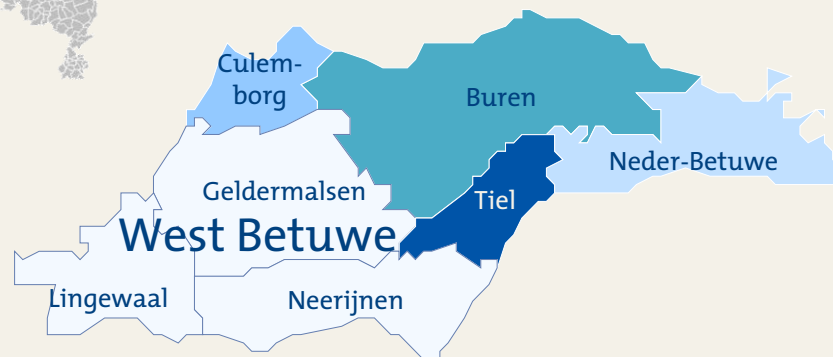 Culem-
borg
Buren
Neder-Betuwe
Geldermalsen
Tiel
West Betuwe
Lingewaal
Neerijnen